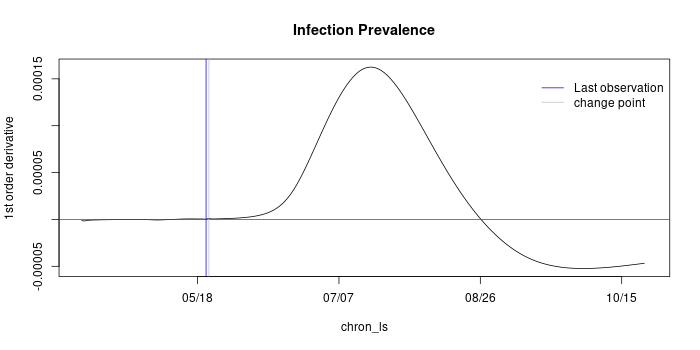 Infection Prevalence
1st order derivative
0.00015
0.00005
-0.00005
Last observation
change point
05/18
07/07
08/26
10/15
chron_ls